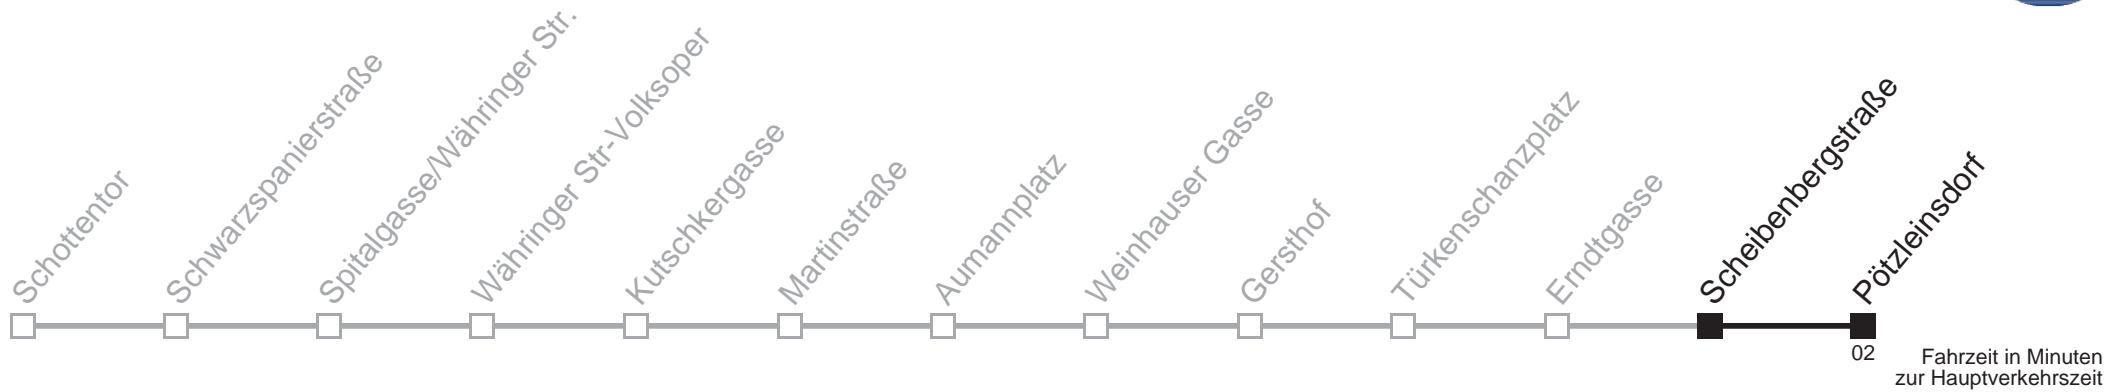 Schottentor
Schwarzspanierstraße
Spitalgasse/Währinger Str.
Währinger Str-Volksoper
Kutschkergasse
Martinstraße
Aumannplatz
Weinhauser Gasse
Gersthof
Türkenschanzplatz
Erndtgasse
Scheibenbergstraße
Pötzleinsdorf
02
Fahrzeit in Minuten
zur Hauptverkehrszeit